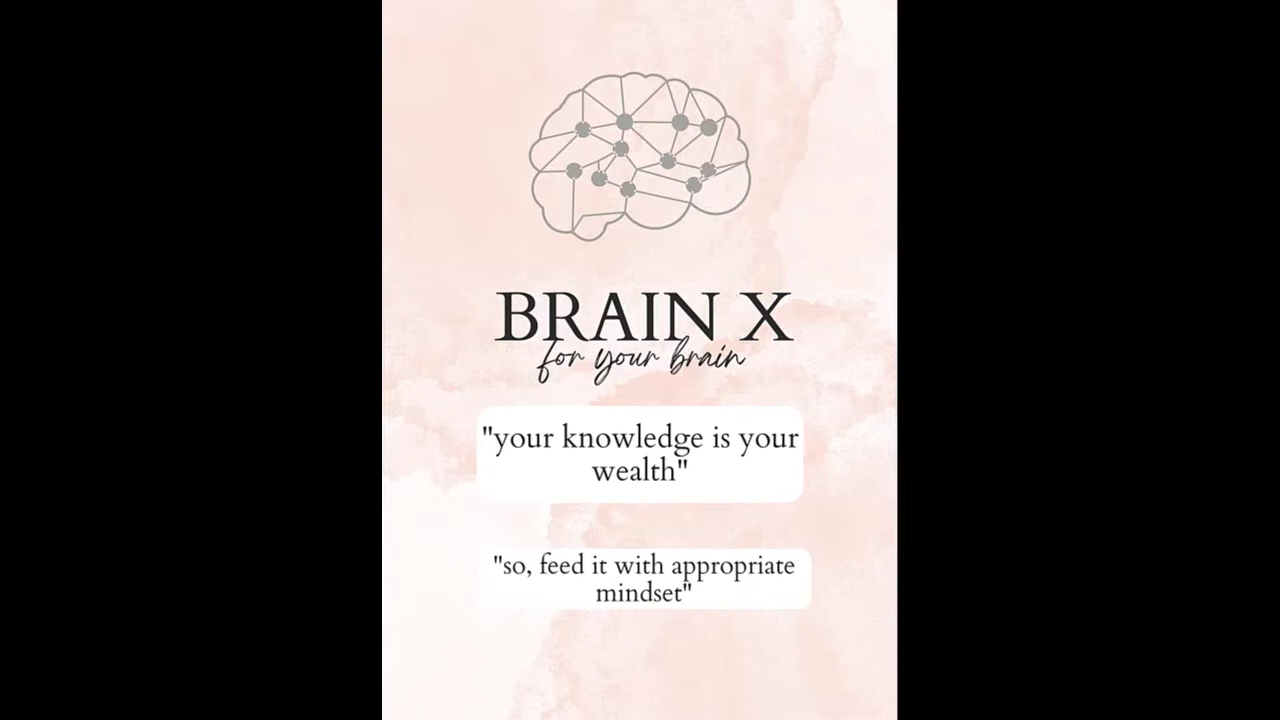 BRAIN X
for your brain
"your knowledge is your
wealth"
"so, feed it with appropriate
mindset"